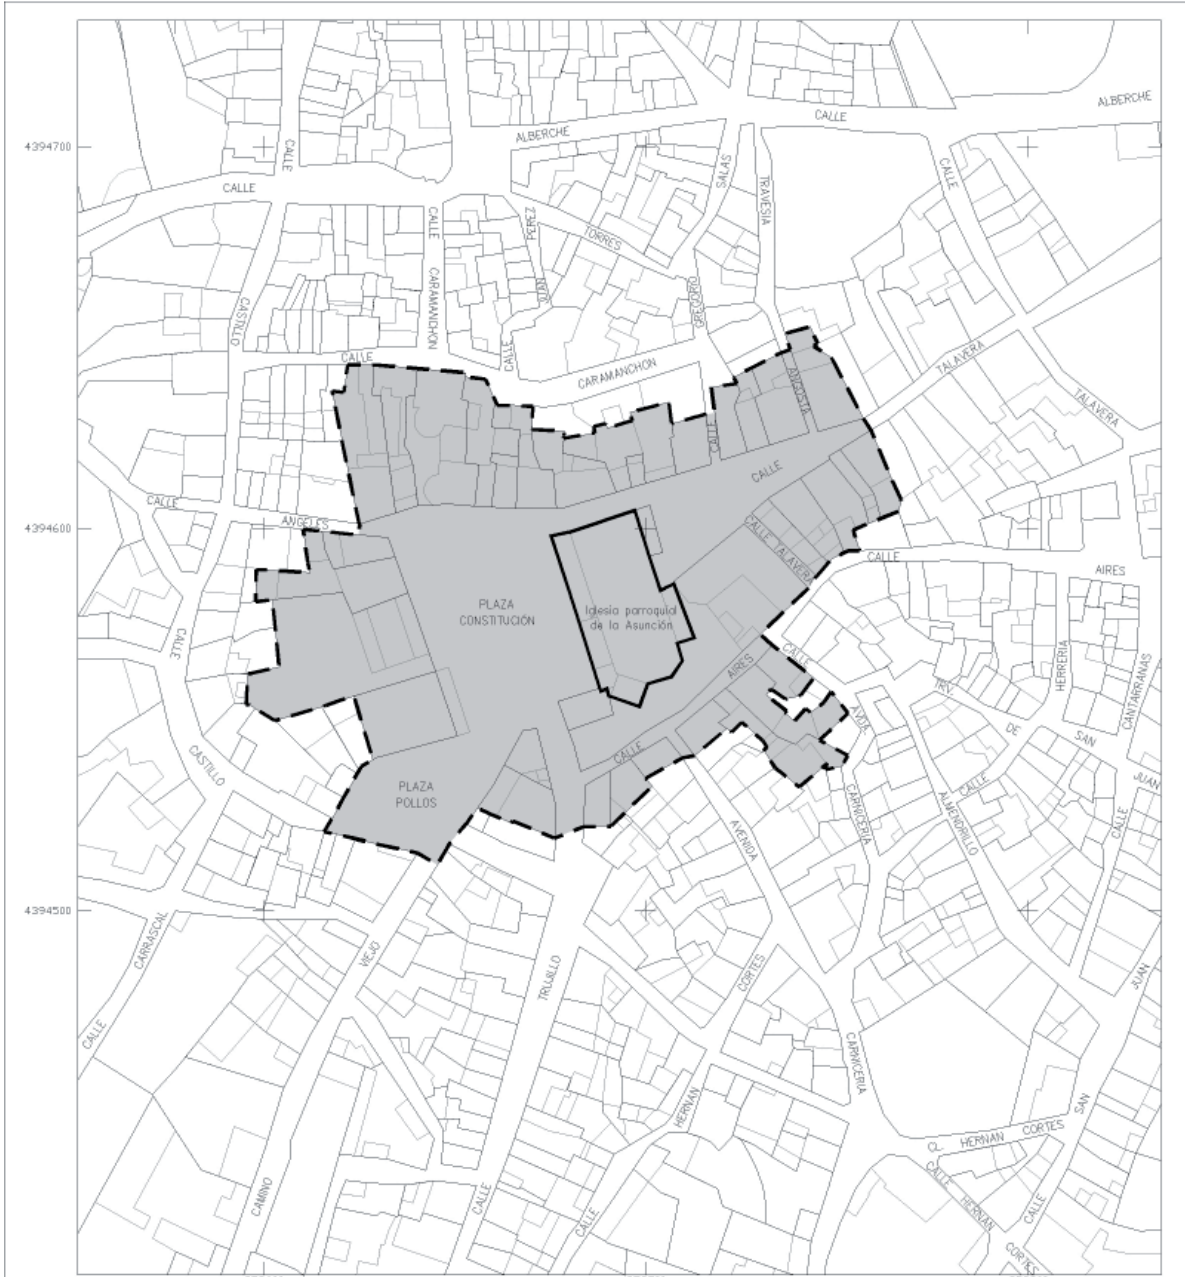 ALBERCHE
CALLE
ALBERCHE
4394700
CALLE
CALLE
SALAS
CALLE
TRAVESIA
CALLE
PEREZ
TORRES
CASTILLO
CARAMANCHON
JUAN
GREGORIO
CALLE
CALLE
CARAMANCHON
TALAVERA
ANGOSTA
TALAVERA
CALLE
CALLE
CALLE
ANGELES
4394600
CALLE TALAVERA
CALLE
AIRES
PLAZA
CONSTITUCIÓN
Iglesia parroquial
de la Asunción
CALLE
AIRES
CALLE
HERRERIA
CANTARRANAS
TRV.
DE
SAN
JUAN
AVDA.
CASTILLO
CALLE
PLAZA
POLLOS
CALLE
CARNICERIA
ALMENDRILLO
CALLE
AVENIDA
4394500
CARRASCAL
VIEJO
TRUJILLO
CORTES
JUAN
CALLE
CARNICERIA
HERNAN
SAN
CL. HERNAN CORTES
CALLE
HERNAN
CORTES
CAMINO
CALLE
CALLE
CALLE